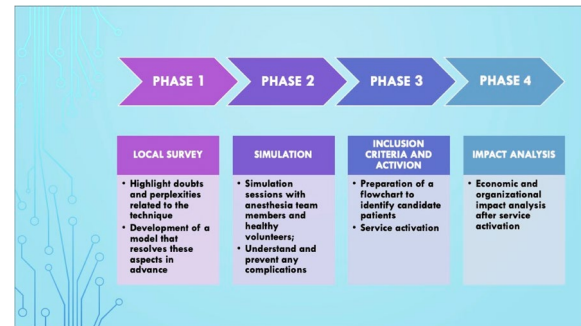 PHASE 1
PHASE 2
PHASE 3
PHASE 4
LOCAL SURVEY
• Highlight doubts
and perplexities
related to the
technique
• Development of a
model that
resolves these
aspects in
advance
SIMULATION
• Simulation
sessions with
anesthesia team
members and
healthy
volunteers;
• Understand and
prevent any
complications
INCLUSION
CRITERIA AND
ACTIVION
• Preparation of a
flowchart to
identify candidate
patients
• Service activation
IMPACT ANALYSIS
• Economic and
organizational
impact analysis
after service
activation